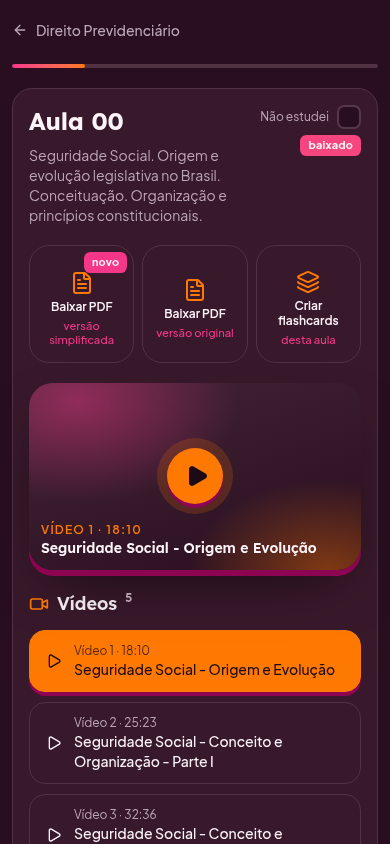 Direito Previdenciário
Aula 00
Não estudei
baixado
Seguridade Social. Origem e
evolução legislativa no Brasil.
Conceituação. Organização e
princípios constitucionais.
novo
Baixar PDF
versão
simplificada
Baixar PDF
versão original
Criar
flashcards
desta aula
VÍDEO 1 · 18:10
Seguridade Social - Origem e Evolução
Vídeos 5
Vídeo 1 · 18:10
Seguridade Social - Origem e Evolução
Vídeo 2 · 25:23
Seguridade Social - Conceito e
Organização - Parte I
Vídeo 3 · 32:36
Seguridade Social - Conceito e